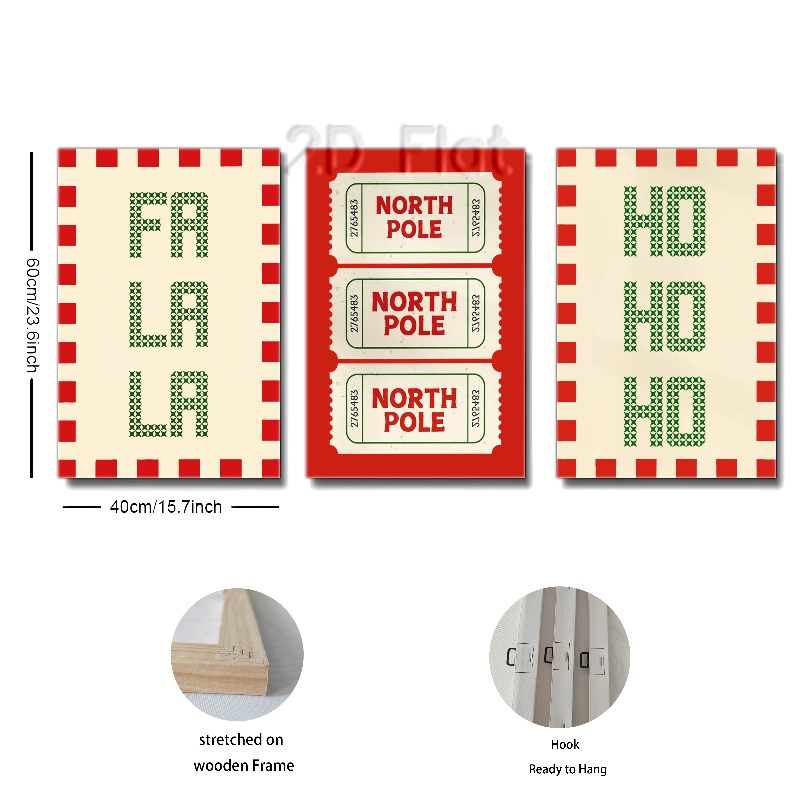 2D Flat
FA
LA
LA
2765483
NORTH
POLE
2765483
2765483
NORTH
POLE
2765483
2765483
NORTH
POLE
2765483
HO
HO
HO
60cm/23.6inch
40cm/15.7inch
stretched on
wooden Frame
Hook
Ready to Hang